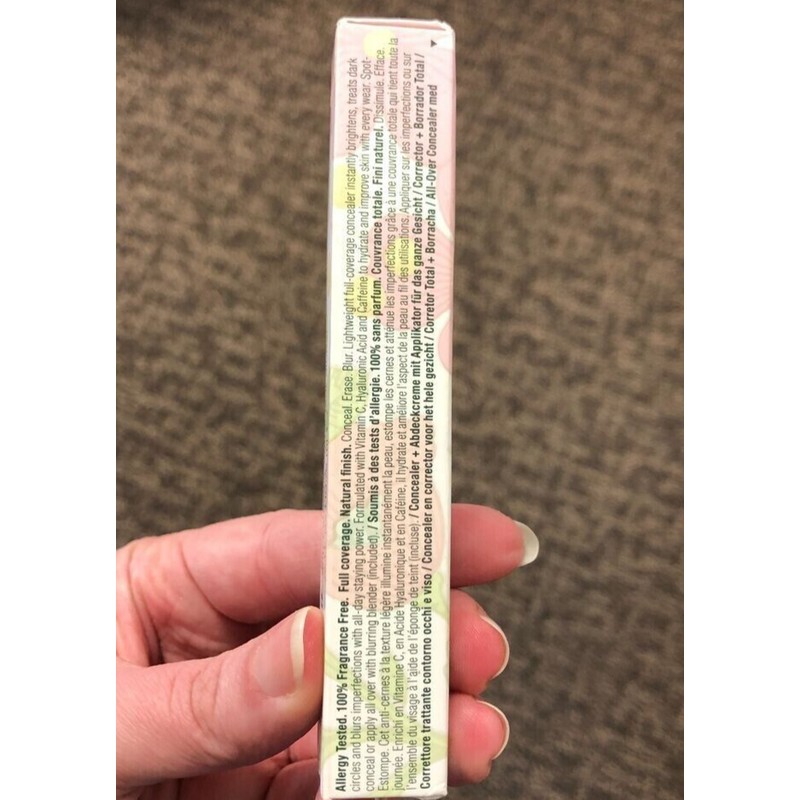 Allergy Tested. 100% Fragrance Free. Full coverage. Natural finish. Conceal. Erase. Blur. Lightweight full-coverage concealer instantly brightens, treats dark
circles and blurs imperfections with all-day staying power. Formulated with Vitamin C, Hyaluronic Acid and Caffeine to hydrate and improve skin with every wear. Spot-
conceal or apply all over with blurring blender (included). / Soumis à des tests d'allergie. 100% sans parfum. Couvrance totale. Fini naturel. Dissimule. Efface.
Estompe. Cet anti-cernes à la texture légère illumine instantanément la peau, estompe les cernes et atténue les imperfections grâce à une couvrance totale qui tient toute la
journée. Enrichi en Vitamine C, en Acide Hyaluronique et en Caféine, il hydrate et améliore l'aspect de la peau au fil des utilisations. Appliquer sur les imperfections ou sur
l'ensemble du visage à l'aide de l'éponge de teint (incluse). / Concealer + Abdeckcreme mit Applikator für das ganze Gesicht / Corrector + Borrador Total /
Correttore trattante contorno occhi e viso / Concealer en corrector voor het hele gezicht / Corretor Total + Borracha / All-Over Concealer med